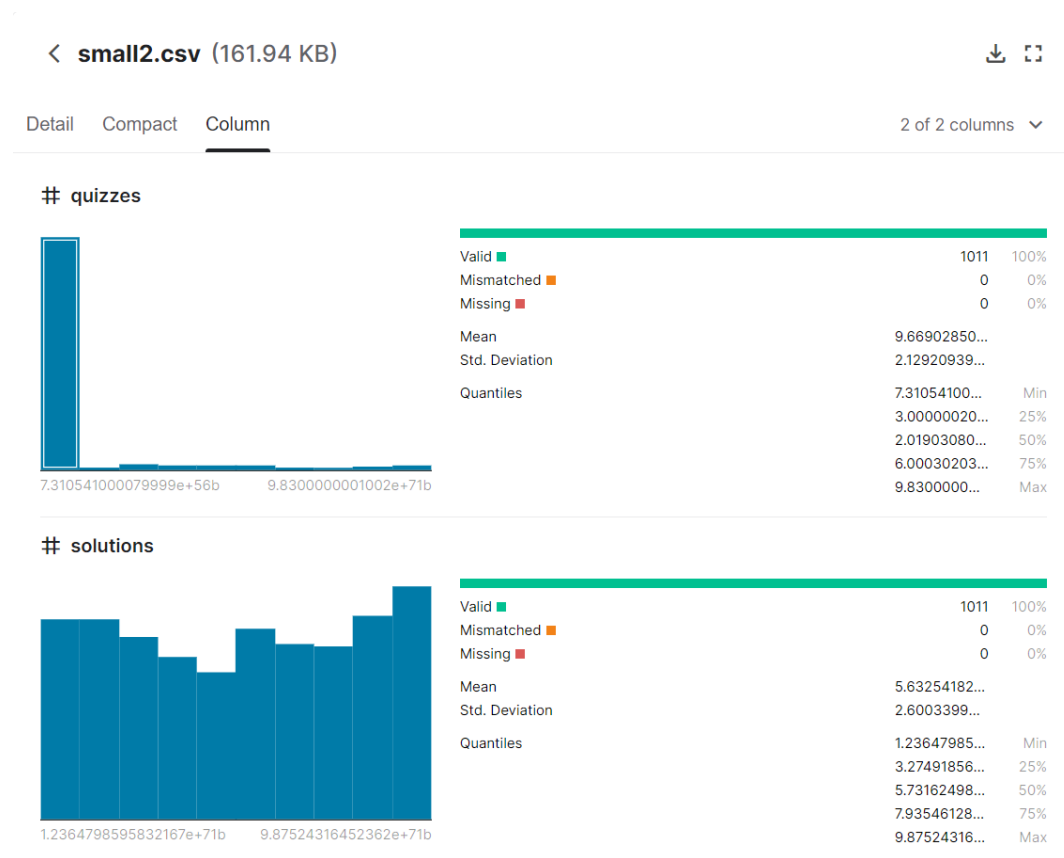 small2.csv (161.94 KB)
Detail Compact Column 2 of 2 columns
# quizzes
Valid 1011 100%
Mismatched 0 0%
Missing 0 0%
Mean 9.66902850...
Std. Deviation 2.12920939...
Quantiles 7.31054100... Min
3.00000020... 25%
2.01903080... 50%
6.00030203... 75%
9.8300000... Max
7.310541000079999e+56b 9.8300000001002e+71b
# solutions
Valid 1011 100%
Mismatched 0 0%
Missing 0 0%
Mean 5.63254182...
Std. Deviation 2.6003399...
Quantiles 1.23647985... Min
3.27491856... 25%
5.73162498... 50%
7.93546128... 75%
9.87524316... Max
1.2364798595832167e+71b 9.87524316452362e+71b